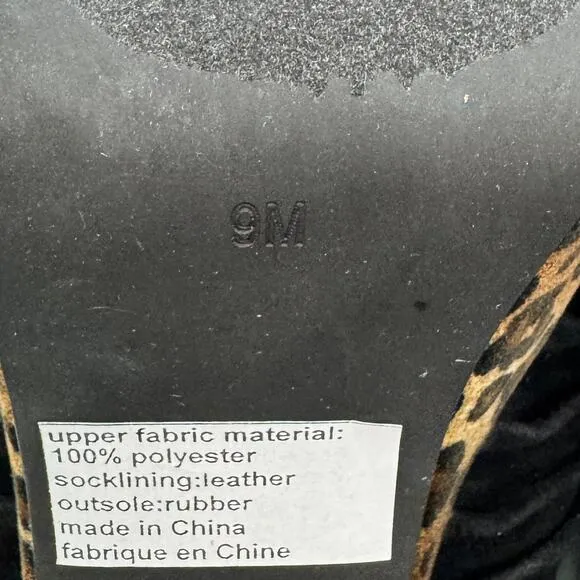 9M
upper fabric material:
100% polyester
socklining:leather
outsole:rubber
made in China
fabrique en Chine